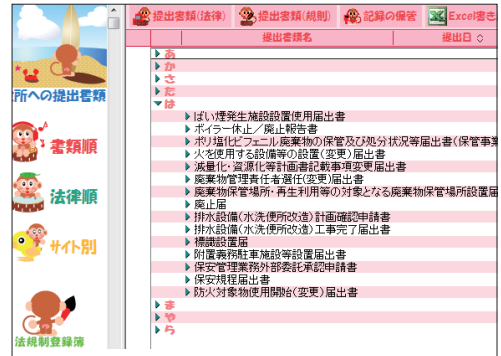 提出書類(法律)
提出書類(規則)
記録の保管
Excel書き
提出書類名
提出日
所への提出書類
書類順
法律順
サイト別
法規制登録簿
あ
か
さ
た
は
ばい煙発生施設設置使用届出書
ボイラー休止／廃止報告書
ポリ塩化ビフェニル廃棄物の保管及び処分状況等届出書(保管事業
火を使用する設備等の設置(変更)届出書
減量化・資源化等計画書記載事項変更届出書
廃棄物管理責任者選任(変更)届出書
廃棄物保管場所・再生利用等の対象となる廃棄物保管場所設置届
廃止届
排水設備(水洗便所改造)計画確認申請書
排水設備(水洗便所改造)工事完了届出書
標識設置届
附置義務駐車施設等設置届出書
保安管理業務外部委託承認申請書
保安規程届出書
防火対象物使用開始(変更)届出書
ま
や
ら